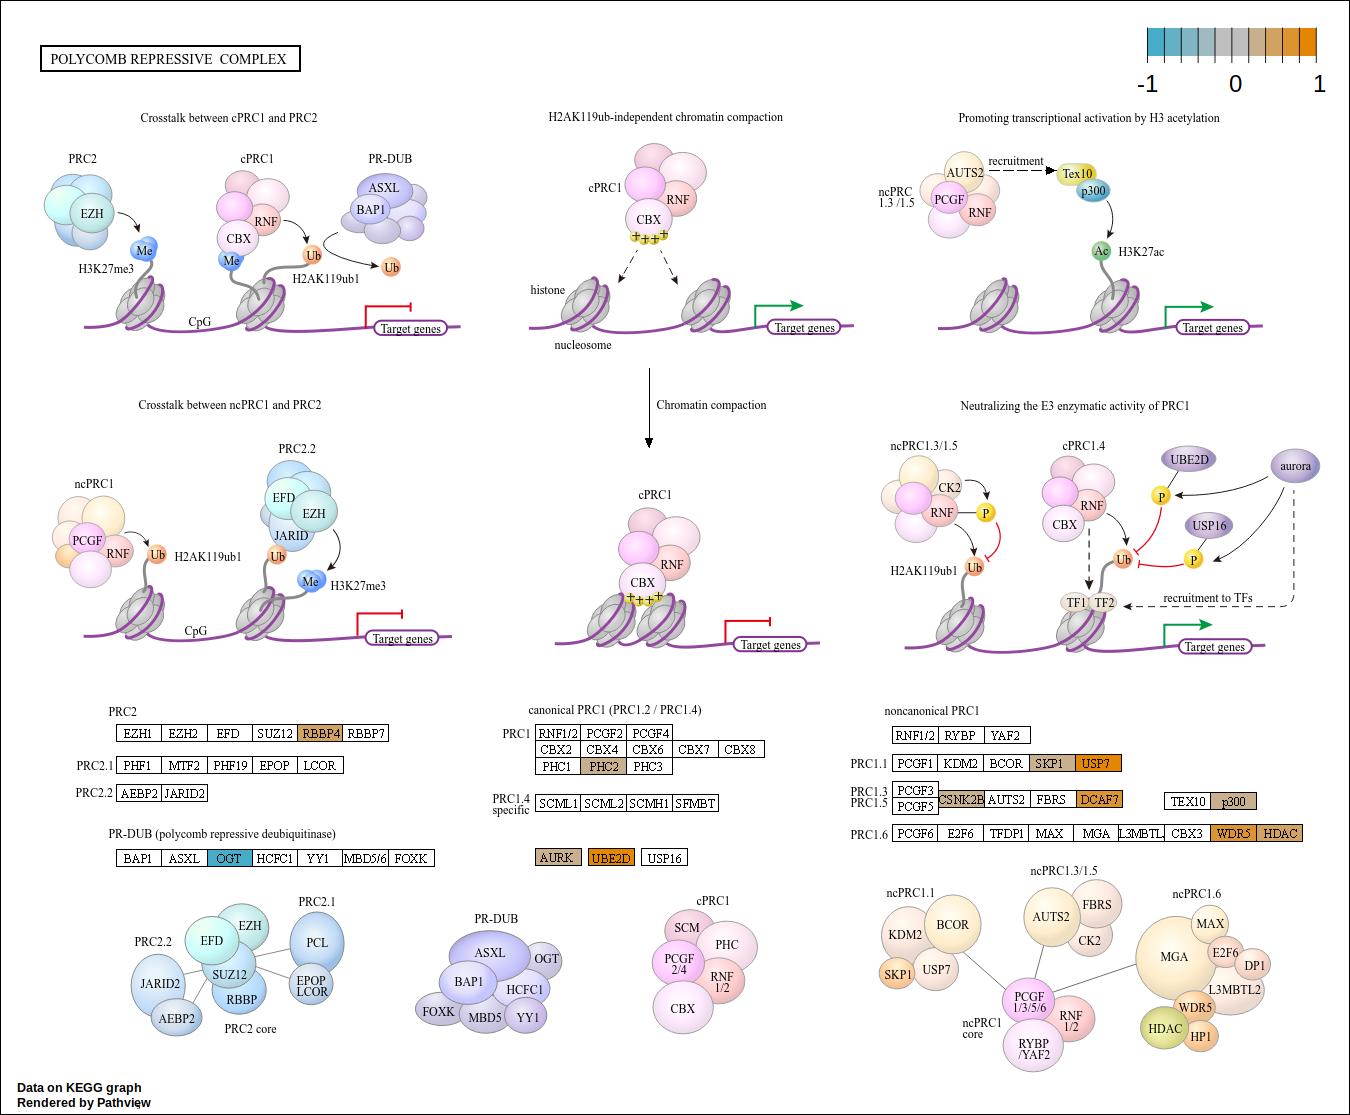 POLYCOMB REPRESSIVE COMPLEX
-1 0 1
Crosstalk between cPRC1 and PRC2
PRC2
cPRC1
PR-DUB
EZH
Me
H3K27me3
RNF
CBX
Me
Ub
H2AK119ub1
ASXL
BAP1
Ub
CpG
Target genes
H2AK119ub-independent chromatin compaction
cPRC1
RNF
CBX
++++
histone
nucleosome
Target genes
Promoting transcriptional activation by H3 acetylation
ncPRC
1.3 /1.5
AUTS2
PCGF
RNF
recruitment
Tex10
p300
Ac
H3K27ac
Target genes
Crosstalk between ncPRC1 and PRC2
ncPRC1
PCGF
RNF
Ub
H2AK119ub1
PRC2.2
EFD
EZH
JARID
Ub
Me
H3K27me3
CpG
Target genes
Chromatin compaction
cPRC1
RNF
CBX
++++
Target genes
Neutralizing the E3 enzymatic activity of PRC1
ncPRC1.3/1.5
CK2
RNF
P
H2AK119ub1
Ub
cPRC1.4
RNF
CBX
Ub
UBE2D
P
USP16
P
aurora
TF1
TF2
recruitment to TFs
Target genes
PRC2
EZH1 EZH2 EFD SUZ12 RBBP4 RBBP7
PRC2.1 PHF1 MTF2 PHF19 EPOP LCOR
PRC2.2 AEBP2 JARID2
PR-DUB (polycomb repressive deubiquitinase)
BAP1 ASXL OGT HCFC1 YY1 MBD5/6 FOXK
canonical PRC1 (PRC1.2 / PRC1.4)
PRC1 RNF1/2 PCGF2 PCGF4
CBX2 CBX4 CBX6 CBX7 CBX8
PHC1 PHC2 PHC3
PRC1.4
specific
SCML1 SCML2 SCMH1 SFMBT
AURK UBE2D USP16
noncanonical PRC1
RNF1/2 RYBP YAF2
PRC1.1 PCGF1 KDM2 BCOR SKP1 USP7
PRC1.3
PRC1.5
PCGF3
PCGF5
CSNK2B AUTS2 FBRS DCAF7
TEX10 p300
PRC1.6 PCGF6 E2F6 TFDP1 MAX MGA L3MBTL CBX3 WDR5 HDAC
PRC2.1
PRC2.2
EZH
EFD
PCL
SUZ12
JARID2
EPOP
LCOR
RBBP
AEBP2
PRC2 core
PR-DUB
ASXL
OGT
BAP1
HCFC1
FOXK
MBD5
YY1
cPRC1
SCM
PHC
PCGF
2/4
RNF
1/2
CBX
ncPRC1.1
KDM2
BCOR
SKP1
USP7
ncPRC1.3/1.5
AUTS2
FBRS
CK2
ncPRC1.6
MAX
MGA
E2F6
DP1
L3MBTL2
WDR5
HDAC
HP1
PCGF
1/3/5/6
RNF
1/2
ncPRC1
core
RYBP
/YAF2
Data on KEGG graph
Rendered by Pathview